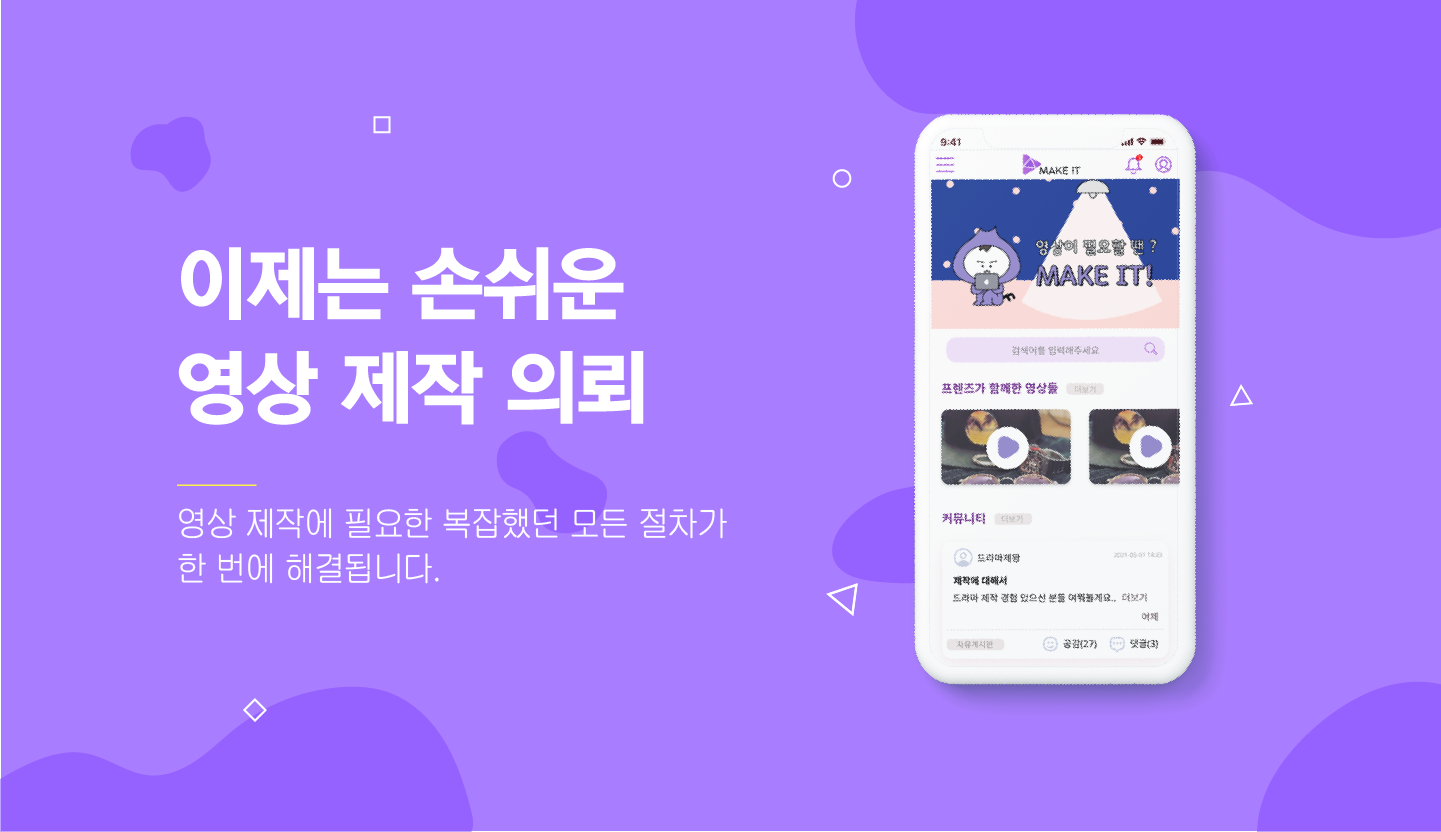 이제는 손쉬운
영상 제작 의뢰
영상 제작에 필요한 복잡했던 모든 절차가
한 번에 해결됩니다.
9:41
MAKE IT
영상이 필요할 땐 ?
MAKE IT!
검색어를 입력해주세요
프렌즈가 함께한 영상들 더보기
커뮤니티 더보기
드라마제왕
제작에 대해서
드라마 제작 경험 있으신 분들 여쭤볼게요.. 더보기
어제
자유게시판 공감(27) 댓글(3)